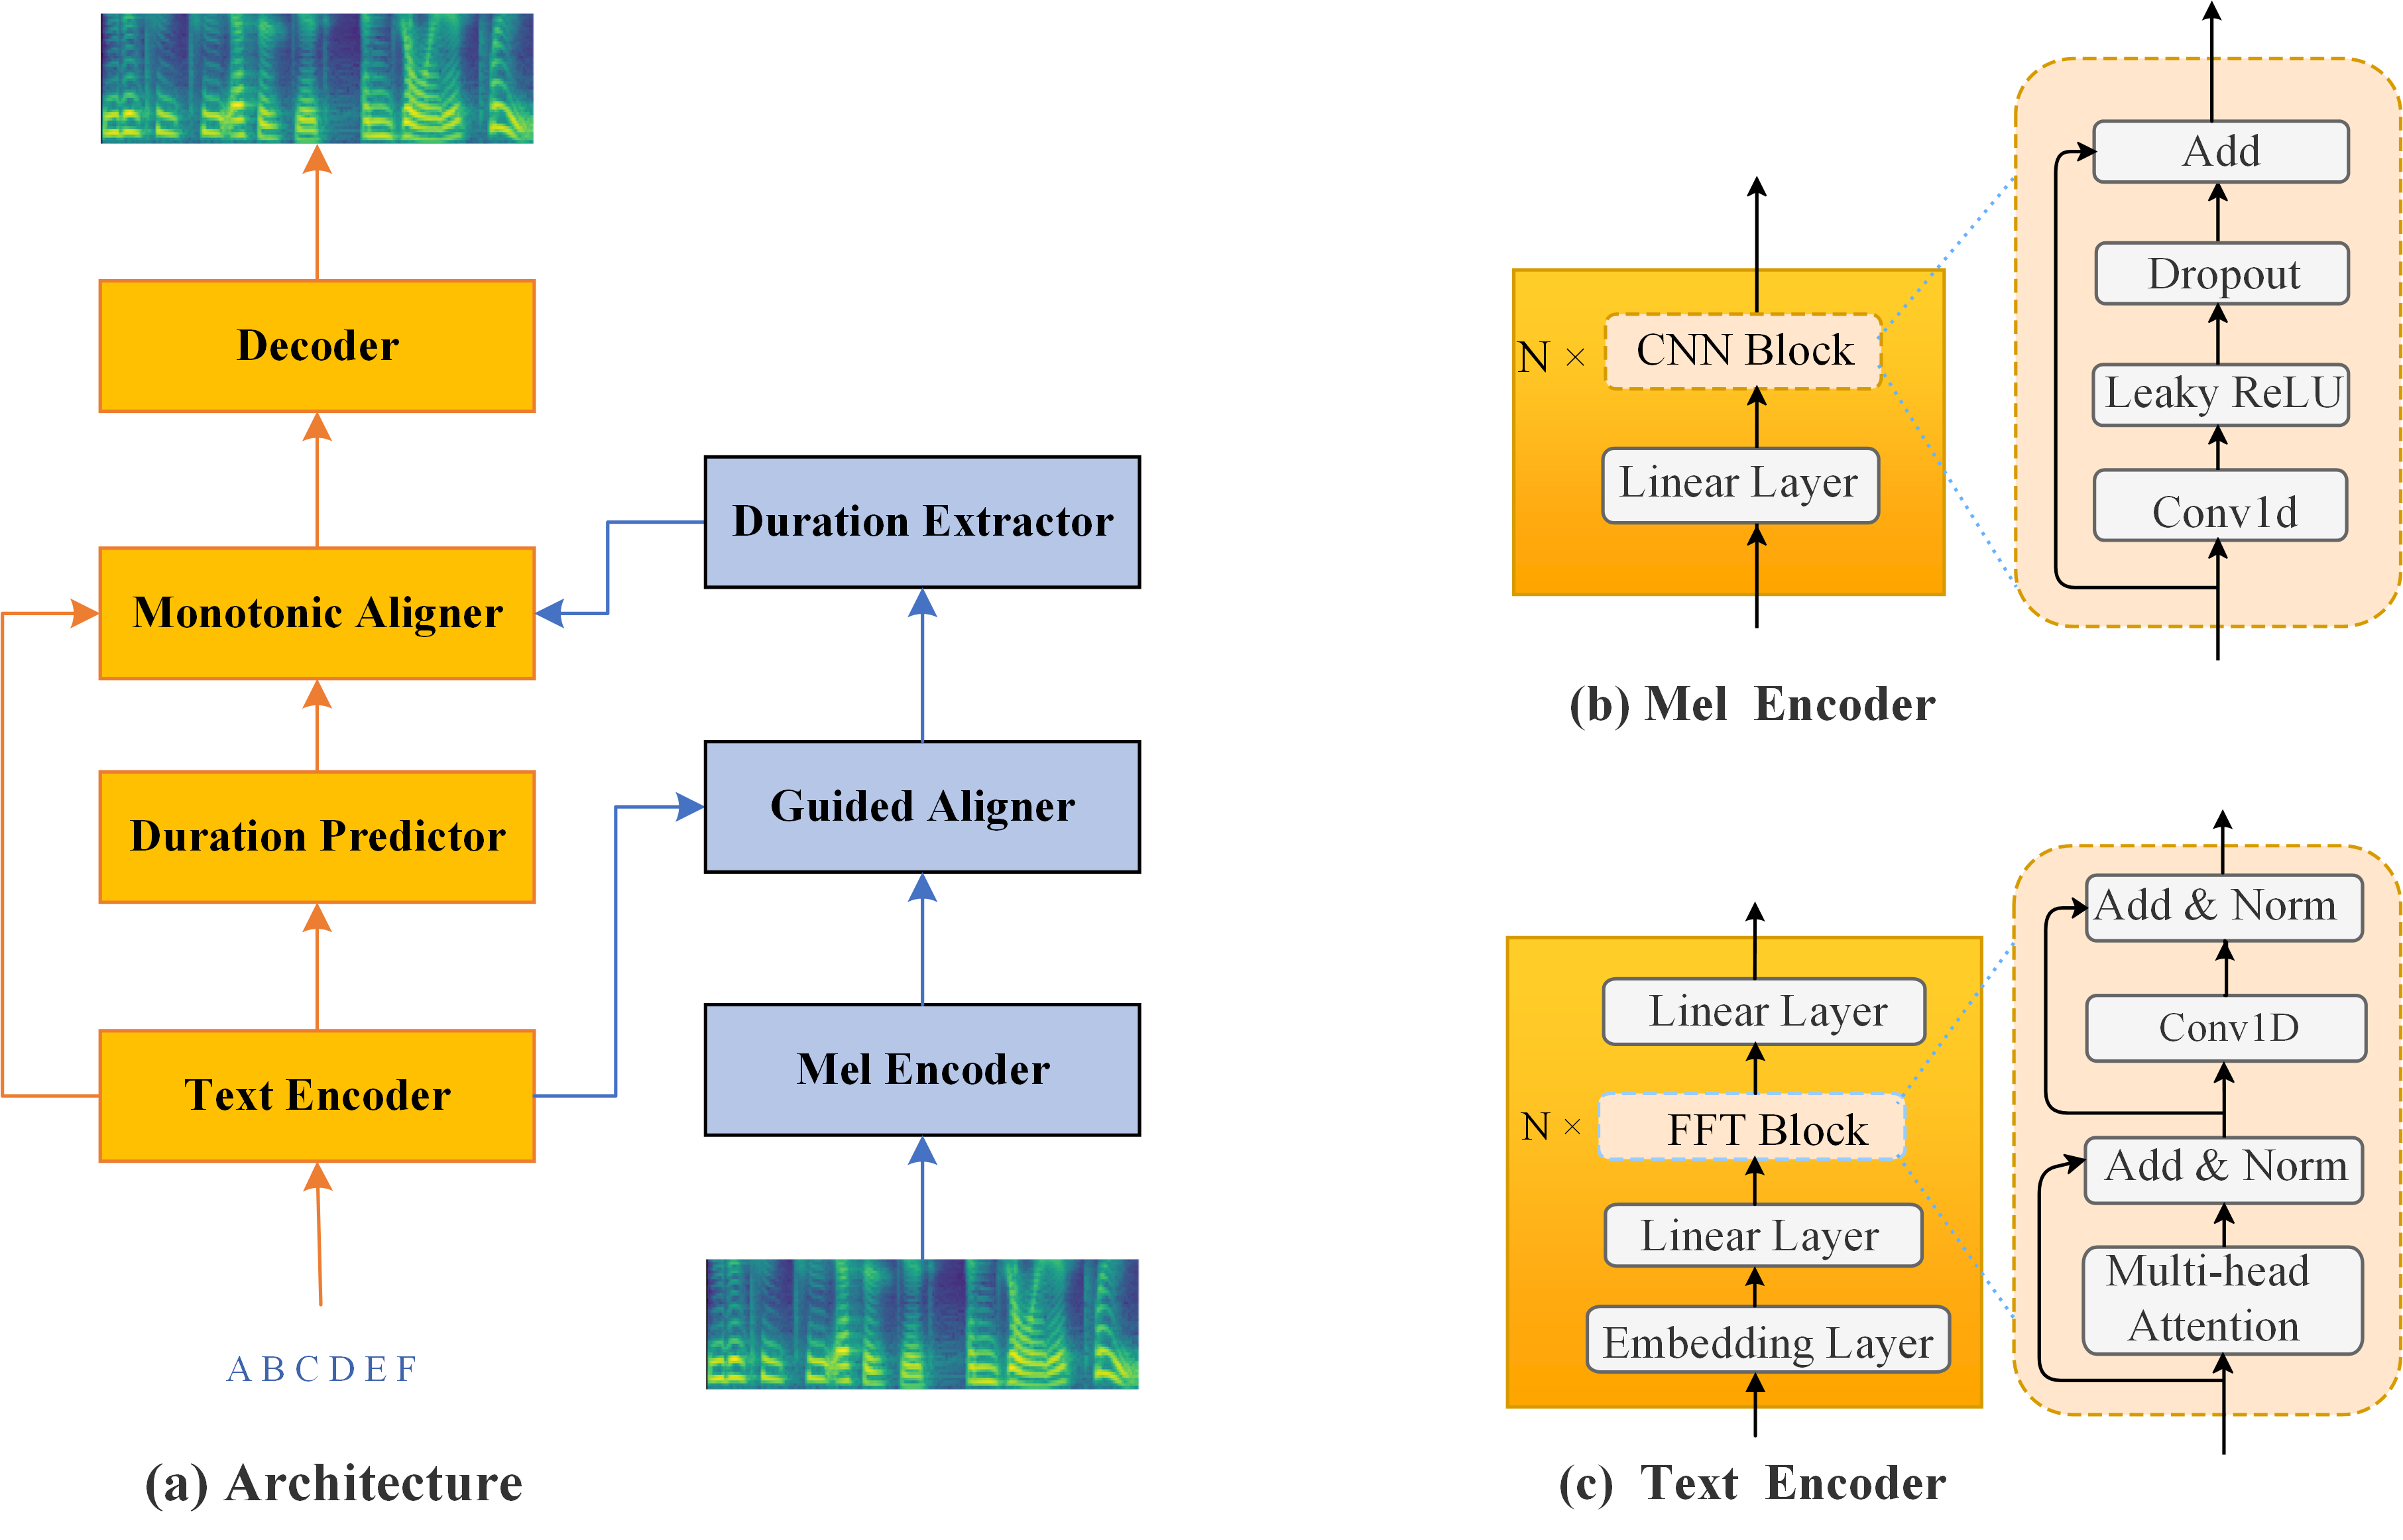 Decoder
Duration Extractor
Monotonic Aligner
Guided Aligner
Duration Predictor
Mel Encoder
Text Encoder
A B C D E F
(a) Architecture
N × CNN Block
Linear Layer
Add
Dropout
Leaky ReLU
Conv1d
(b) Mel Encoder
Linear Layer
N × FFT Block
Linear Layer
Embedding Layer
Add & Norm
Conv1D
Add & Norm
Multi-head
Attention
(c) Text Encoder